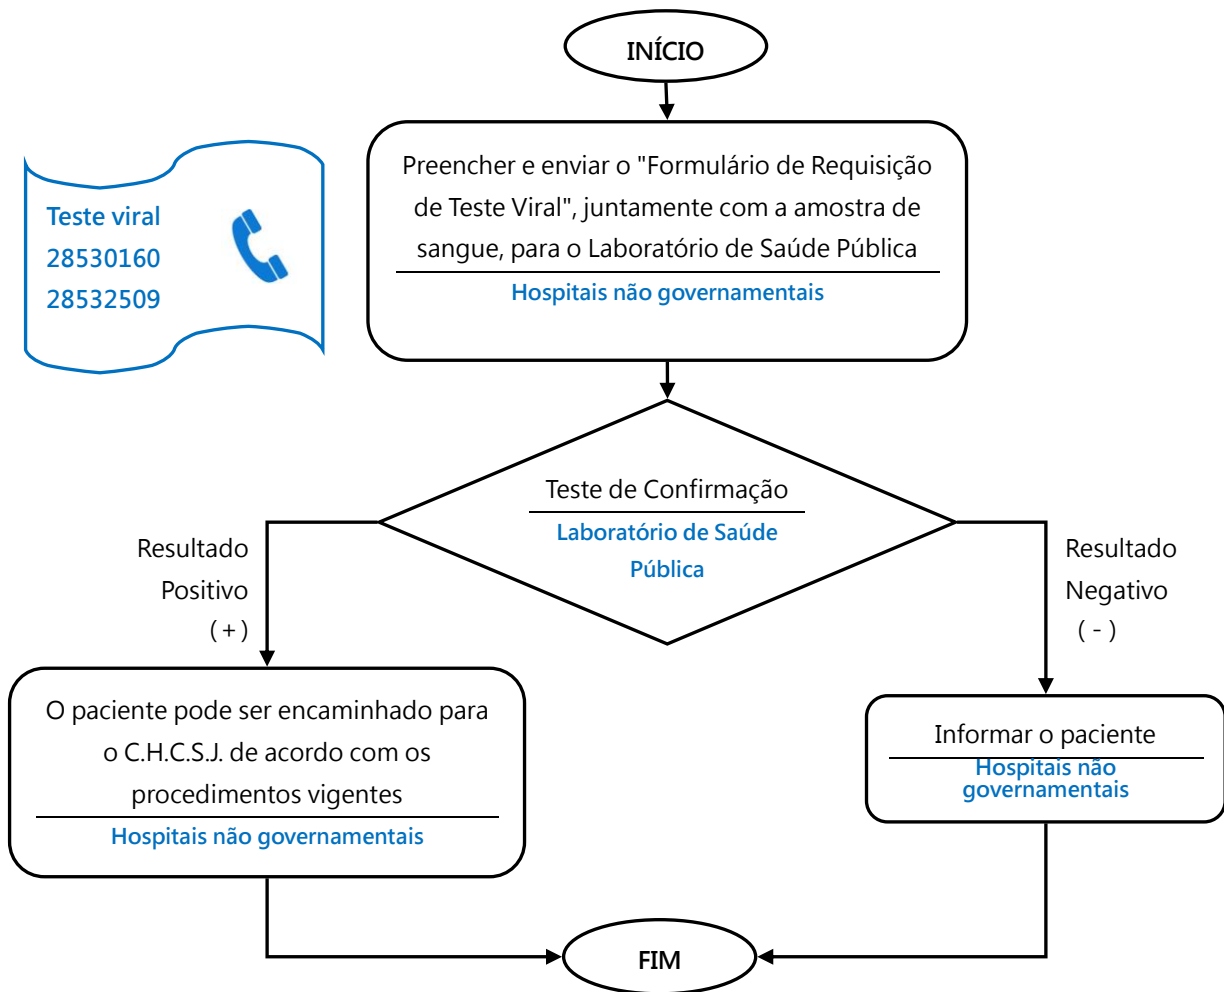 INÍCIO
Preencher e enviar o "Formulário de Requisição
de Teste Viral", juntamente com a amostra de
sangue, para o Laboratório de Saúde Pública
Hospitais não governamentais
Teste viral
28530160
28532509
Teste de Confirmação
Laboratório de Saúde
Pública
Resultado
Positivo
( + )
Resultado
Negativo
( - )
O paciente pode ser encaminhado para
o C.H.C.S.J. de acordo com os
procedimentos vigentes
Hospitais não governamentais
Informar o paciente
Hospitais não
governamentais
FIM